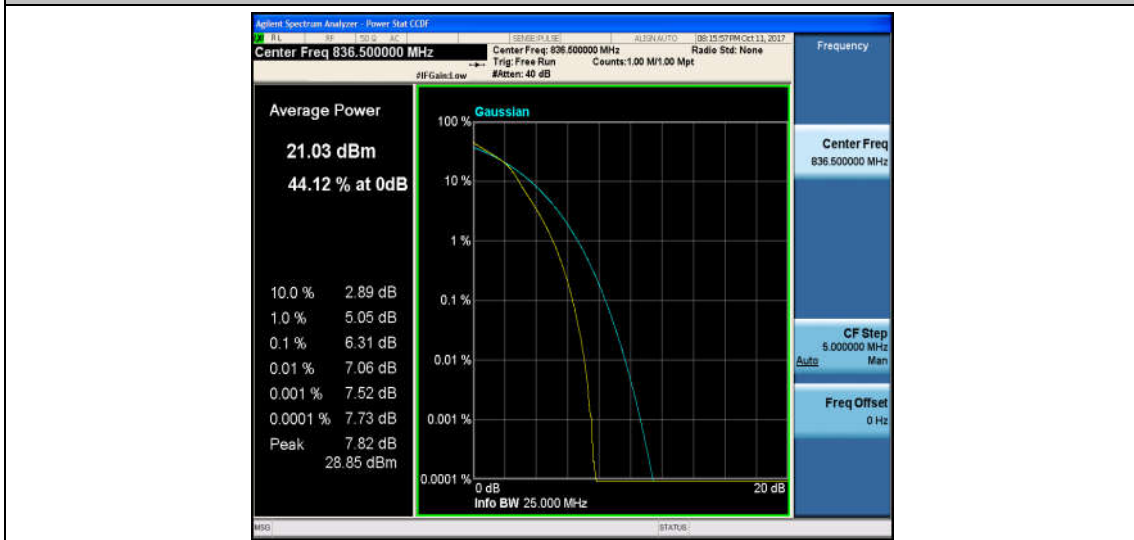 Agilent Spectrum Analyzer - Power Stat CCDF
RL RF 50 Ω AC SENSE:PULSE ALIGN AUTO 08:15:57 PM Oct 11, 2017
Center Freq 836.500000 MHz
Center Freq: 836.500000 MHz Radio Std: None
Trig: Free Run Counts:1.00 M/1.00 Mpt
#IFGain:Low #Atten: 40 dB
Frequency
Average Power
21.03 dBm
44.12 % at 0dB
10.0 % 2.89 dB
1.0 % 5.05 dB
0.1 % 6.31 dB
0.01 % 7.06 dB
0.001 % 7.52 dB
0.0001 % 7.73 dB
Peak 7.82 dB
28.85 dBm
Gaussian
100 %
10 %
1 %
0.1 %
0.01 %
0.001 %
0.0001 %
0 dB 20 dB
Info BW 25.000 MHz
Center Freq
836.500000 MHz
CF Step
5.000000 MHz
Auto Man
Freq Offset
0 Hz
MSG STATUS